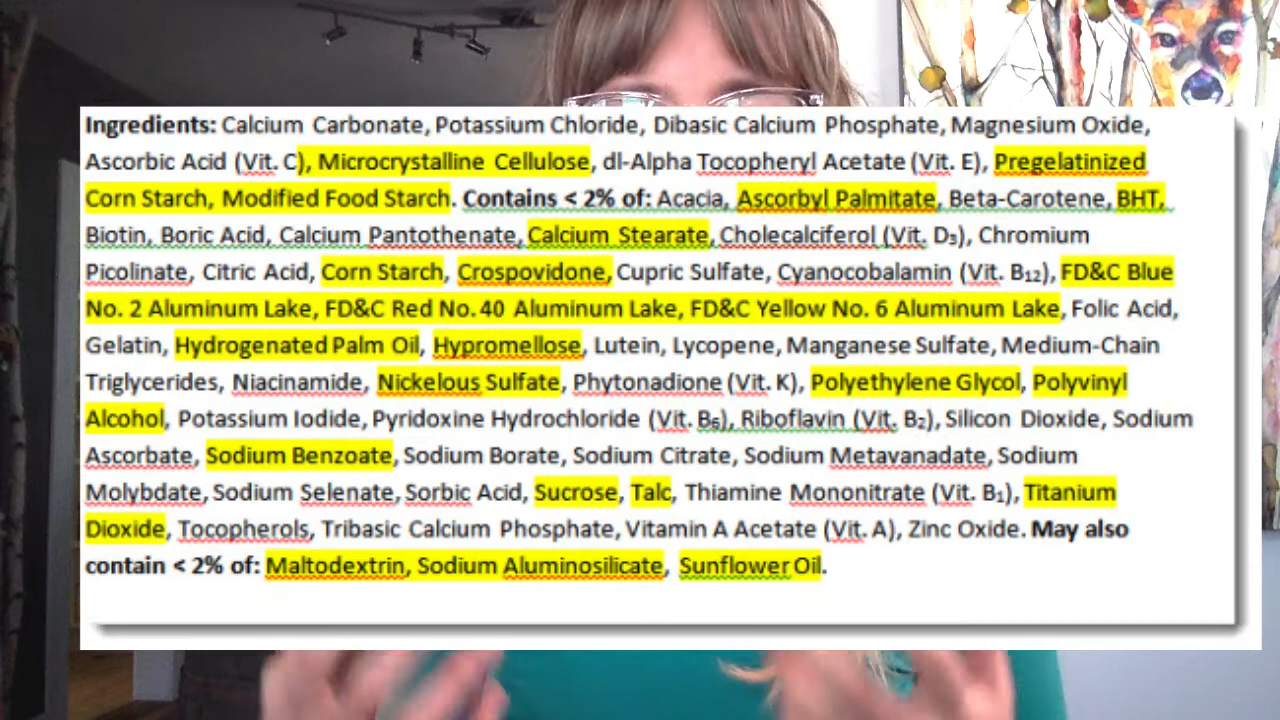 Ingredients: Calcium Carbonate, Potassium Chloride, Dibasic Calcium Phosphate, Magnesium Oxide,
Ascorbic Acid (Vit. C), Microcrystalline Cellulose, dl-Alpha Tocopheryl Acetate (Vit. E), Pregelatinized
Corn Starch, Modified Food Starch. Contains < 2% of: Acacia, Ascorbyl Palmitate, Beta-Carotene, BHT,
Biotin, Boric Acid, Calcium Pantothenate, Calcium Stearate, Cholecalciferol (Vit. D₃), Chromium
Picolinate, Citric Acid, Corn Starch, Crospovidone, Cupric Sulfate, Cyanocobalamin (Vit. B₁₂), FD&C Blue
No. 2 Aluminum Lake, FD&C Red No. 40 Aluminum Lake, FD&C Yellow No. 6 Aluminum Lake, Folic Acid,
Gelatin, Hydrogenated Palm Oil, Hypromellose, Lutein, Lycopene, Manganese Sulfate, Medium-Chain
Triglycerides, Niacinamide, Nickelous Sulfate, Phytonadione (Vit. K), Polyethylene Glycol, Polyvinyl
Alcohol, Potassium Iodide, Pyridoxine Hydrochloride (Vit. B₆), Riboflavin (Vit. B₂), Silicon Dioxide, Sodium
Ascorbate, Sodium Benzoate, Sodium Borate, Sodium Citrate, Sodium Metavanadate, Sodium
Molybdate, Sodium Selenate, Sorbic Acid, Sucrose, Talc, Thiamine Mononitrate (Vit. B₁), Titanium
Dioxide, Tocopherols, Tribasic Calcium Phosphate, Vitamin A Acetate (Vit. A), Zinc Oxide. May also
contain < 2% of: Maltodextrin, Sodium Aluminosilicate, Sunflower Oil.